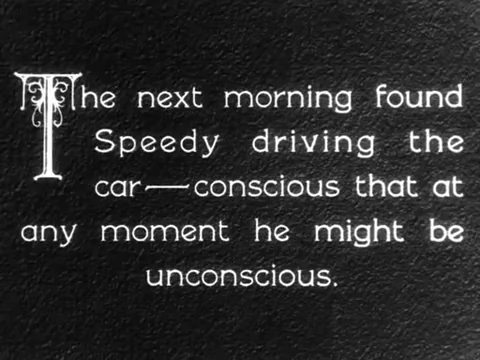 The next morning found
Speedy driving the
car—conscious that at
any moment he might be
unconscious.